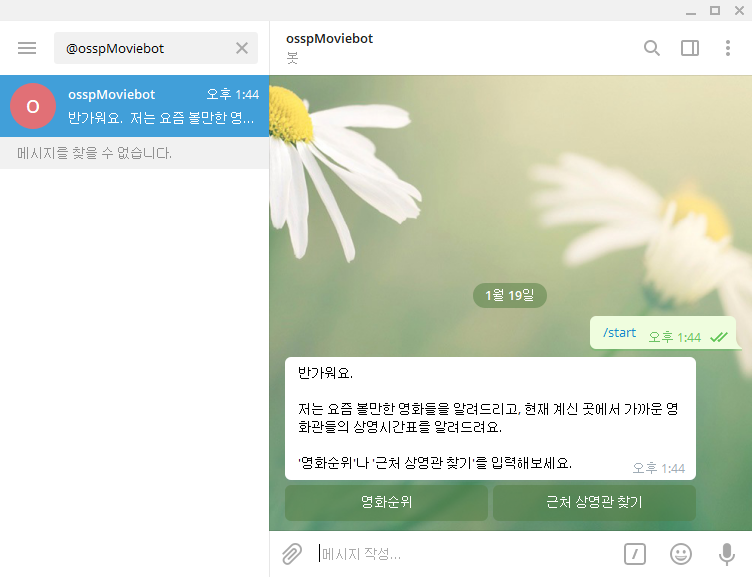 @osspMoviebot
osspMoviebot
봇
O
osspMoviebot 오후 1:44
반가워요. 저는 요즘 볼만한 영...
메시지를 찾을 수 없습니다.
1월 19일
/start 오후 1:44
반가워요.
저는 요즘 볼만한 영화들을 알려드리고, 현재 계신 곳에서 가까운 영
화관들의 상영시간표를 알려드려요.
'영화순위'나 '근처 상영관 찾기'를 입력해보세요.
오후 1:44
영화순위
근처 상영관 찾기
메시지 작성...